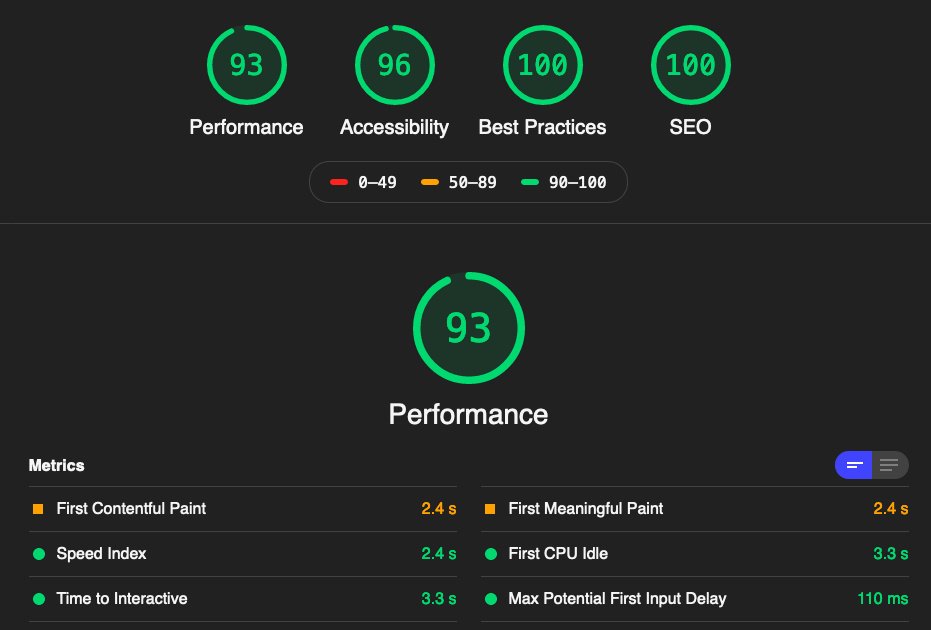 93 96 100 100
Performance Accessibility Best Practices SEO
0–49 50–89 90–100
93
Performance
Metrics
First Contentful Paint 2.4 s
First Meaningful Paint 2.4 s
Speed Index 2.4 s
First CPU Idle 3.3 s
Time to Interactive 3.3 s
Max Potential First Input Delay 110 ms